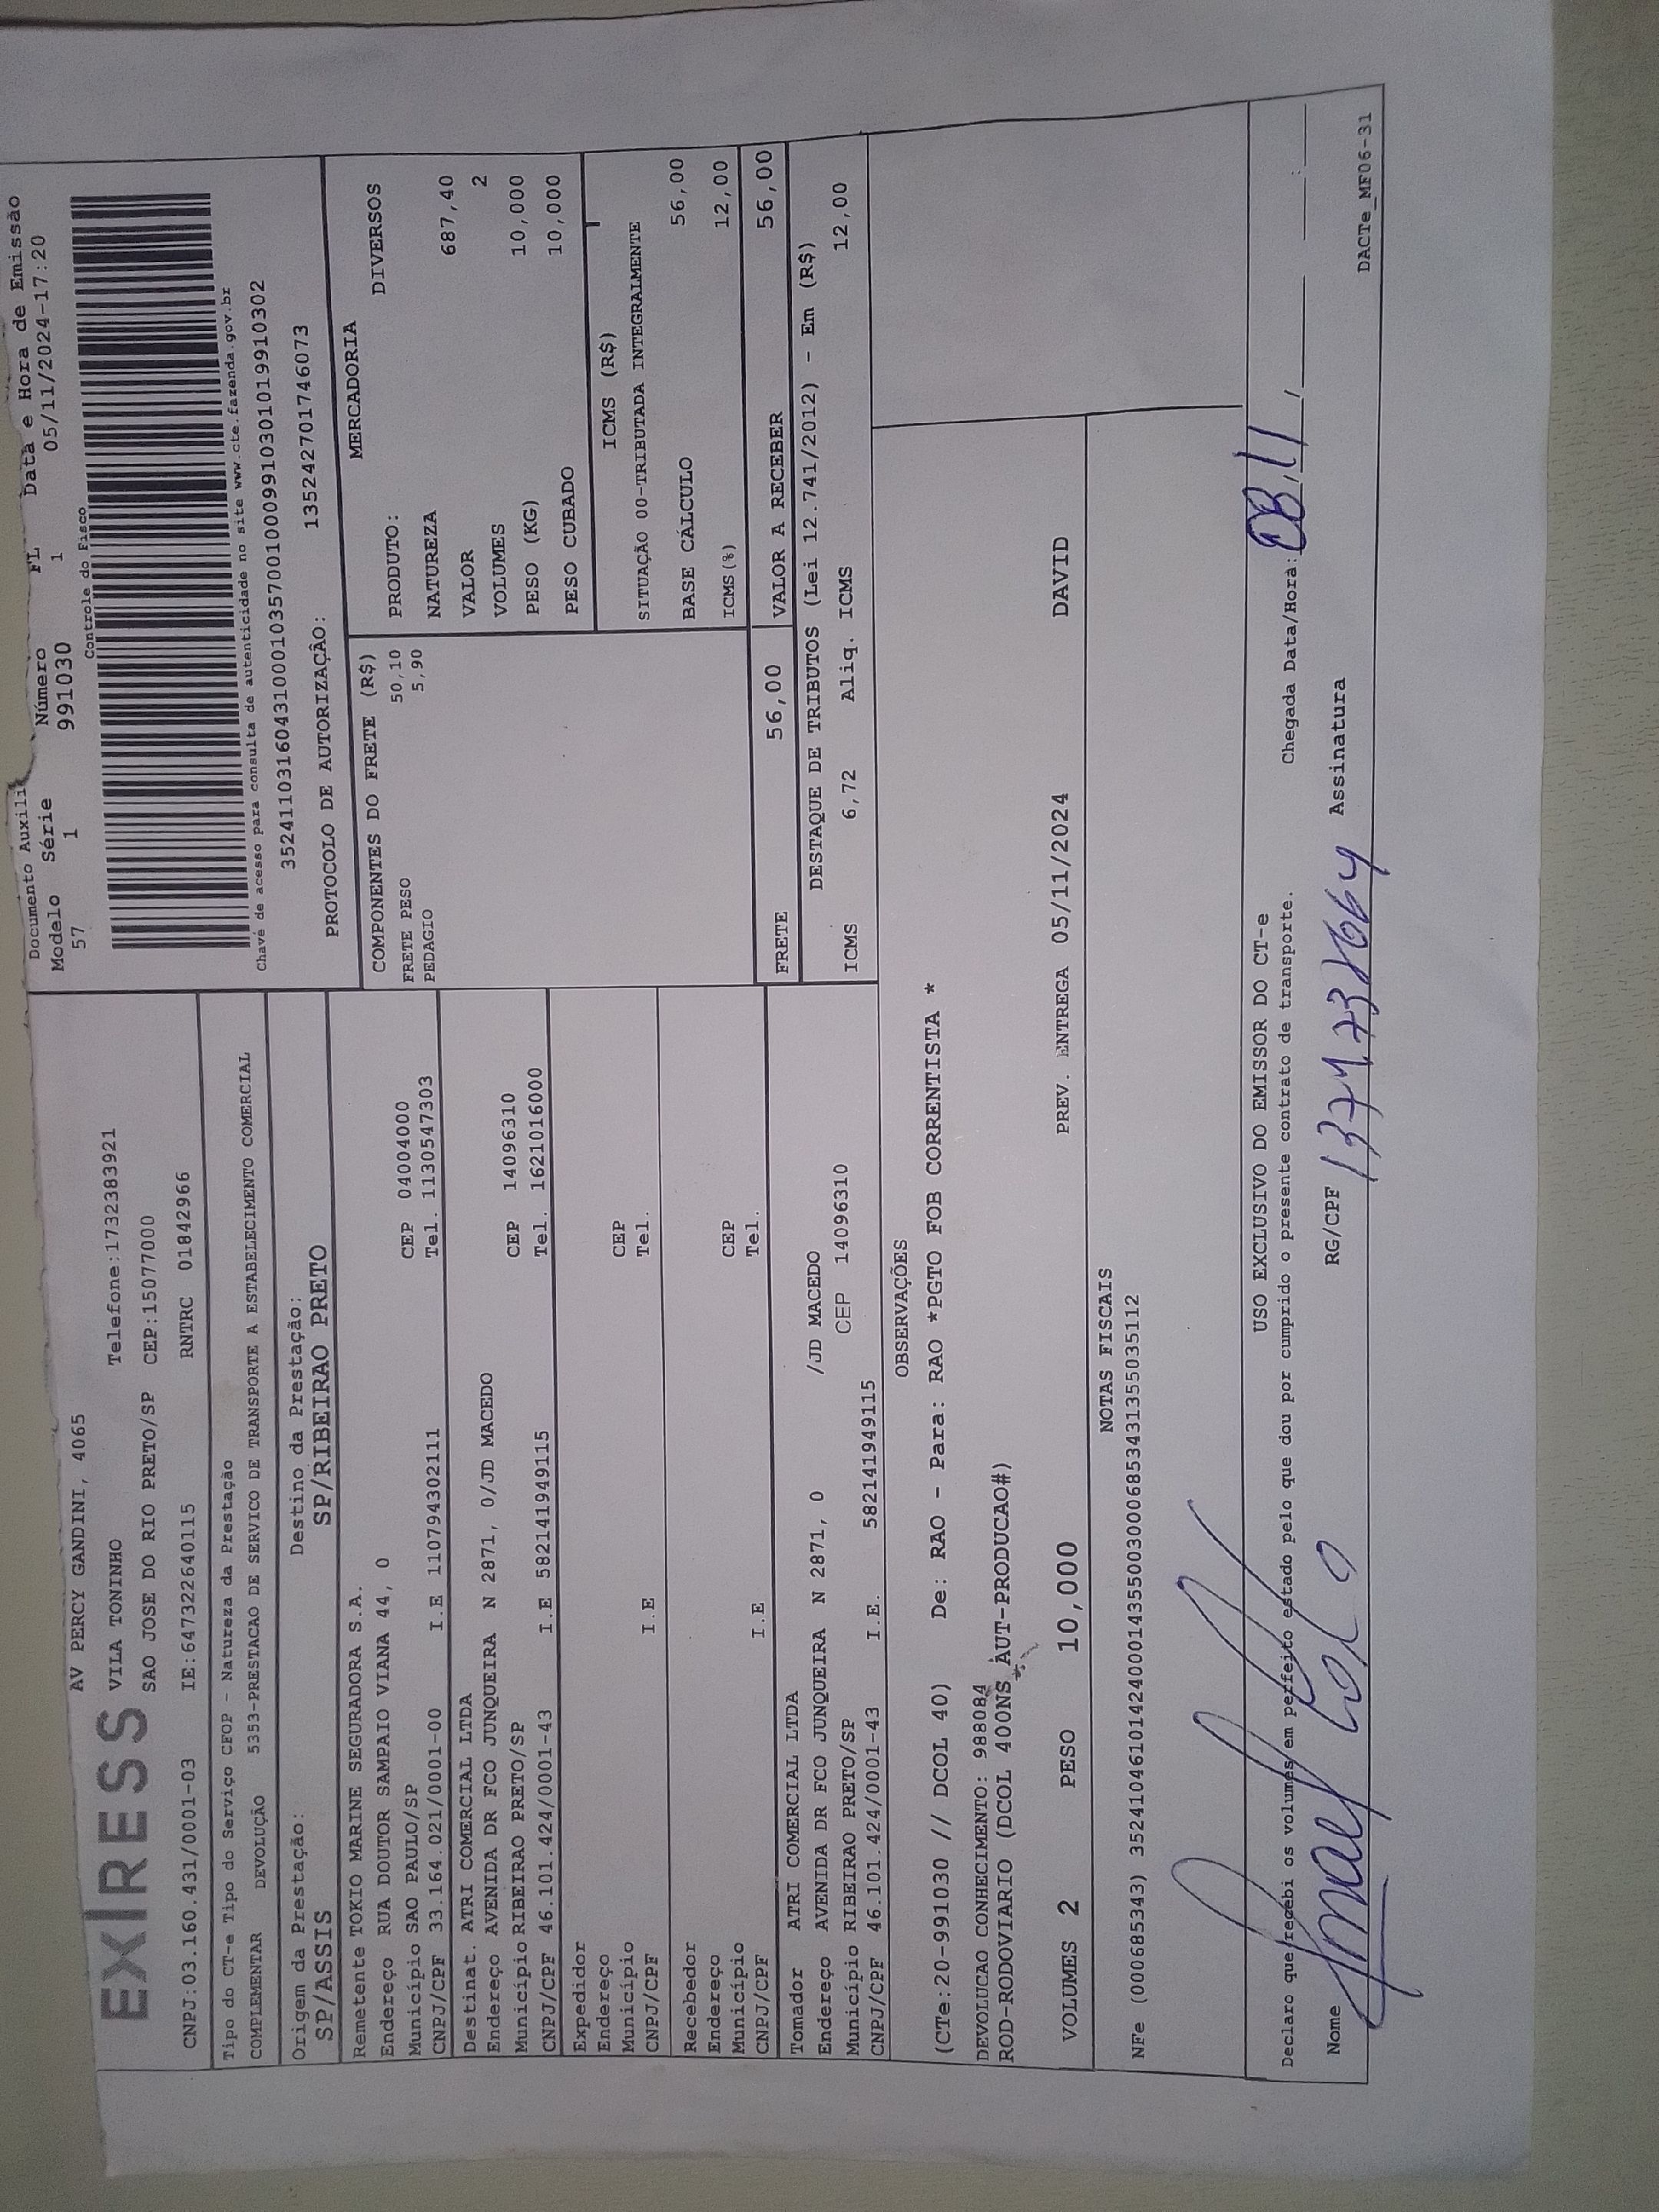 Documento Auxili
Modelo Série Número FL Data e Hora de Emissão
57 1 991030 1 05/11/2024-17:20
Controle do Fisco
Chave de acesso para consulta de autenticidade no site www.cte.fazenda.gov.br
35241103160431000103570010009910301019910302
PROTOCOLO DE AUTORIZAÇÃO: 135242701746073
EXPRESS
AV PERCY GANDINI, 4065
VILA TONINHO Telefone:1732383921
SAO JOSE DO RIO PRETO/SP CEP:15077000
CNPJ:03.160.431/0001-03 IE:647322640115 RNTRC 01842966
Tipo do CT-e Tipo do Serviço CFOP - Natureza da Prestação
COMPLEMENTAR DEVOLUÇÃO 5353-PRESTACAO DE SERVICO DE TRANSPORTE A ESTABELECIMENTO COMERCIAL
Origem da Prestação: Destino da Prestação:
SP/ASSIS SP/RIBEIRAO PRETO
Remetente TOKIO MARINE SEGURADORA S.A.
Endereço RUA DOUTOR SAMPAIO VIANA 44, 0
Município SAO PAULO/SP CEP 04004000
CNPJ/CPF 33.164.021/0001-00 I.E 110794302111 Tel. 1130547303
Destinat. ATRI COMERCIAL LTDA
Endereço AVENIDA DR FCO JUNQUEIRA N 2871, 0/JD MACEDO
Município RIBEIRAO PRETO/SP CEP 14096310
CNPJ/CPF 46.101.424/0001-43 I.E 582141949115 Tel. 1621016000
Expedidor
Endereço
Município CEP
CNPJ/CPF I.E Tel.
Recebedor
Endereço
Município CEP
CNPJ/CPF I.E Tel.
Tomador ATRI COMERCIAL LTDA
Endereço AVENIDA DR FCO JUNQUEIRA N 2871, 0 /JD MACEDO
Município RIBEIRAO PRETO/SP CEP 14096310
CNPJ/CPF 46.101.424/0001-43 I.E. 582141949115
COMPONENTES DO FRETE (R$)
FRETE PESO 50,10
PEDAGIO 5,90
MERCADORIA
PRODUTO: DIVERSOS
NATUREZA
VALOR 687,40
VOLUMES 2
PESO (KG) 10,000
PESO CUBADO 10,000
ICMS (R$)
SITUAÇÃO 00-TRIBUTADA INTEGRALMENTE
BASE CÁLCULO 56,00
ICMS(%) 12,00
FRETE 56,00 VALOR A RECEBER 56,00
DESTAQUE DE TRIBUTOS (Lei 12.741/2012) - Em (R$)
ICMS 6,72 Aliq. ICMS 12,00
OBSERVAÇÕES
(CTe:20-991030 // DCOL 40) De: RAO - Para: RAO *PGTO FOB CORRENTISTA *
DEVOLUCAO CONHECIMENTO: 988084
ROD-RODOVIARIO (DCOL 400NS AUT-PRODUCAO#)
VOLUMES 2 PESO 10,000 PREV. ENTREGA 05/11/2024 DAVID
NOTAS FISCAIS
NFe (000685343) 35241046101424000143550030006853431355035112
USO EXCLUSIVO DO EMISSOR DO CT-e
Declaro que recebi os volumes em perfeito estado pelo que dou por cumprido o presente contrato de transporte. Chegada Data/Hora: / 11 / :
Nome RG/CPF Assinatura
DACTe_MF06-31